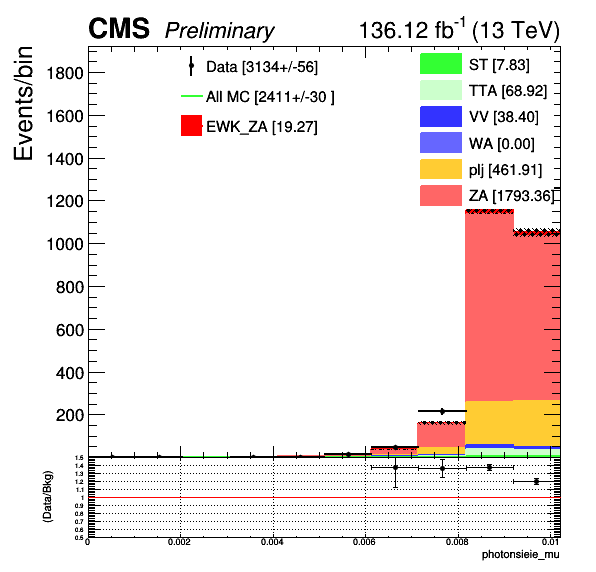 CMS Preliminary 136.12 fb-1 (13 TeV)
Events/bin
1800
1600
1400
1200
1000
800
600
400
200
Data [3134+/-56]
All MC [2411+/-30 ]
EWK_ZA [19.27]
ST [7.83]
TTA [68.92]
VV [38.40]
WA [0.00]
plj [461.91]
ZA [1793.36]
(Data/Bkg)
1.5
1.4
1.3
1.2
1.1
1
0.9
0.8
0.7
0.6
0.5
0 0.002 0.004 0.006 0.008 0.01
photonsieie_mu